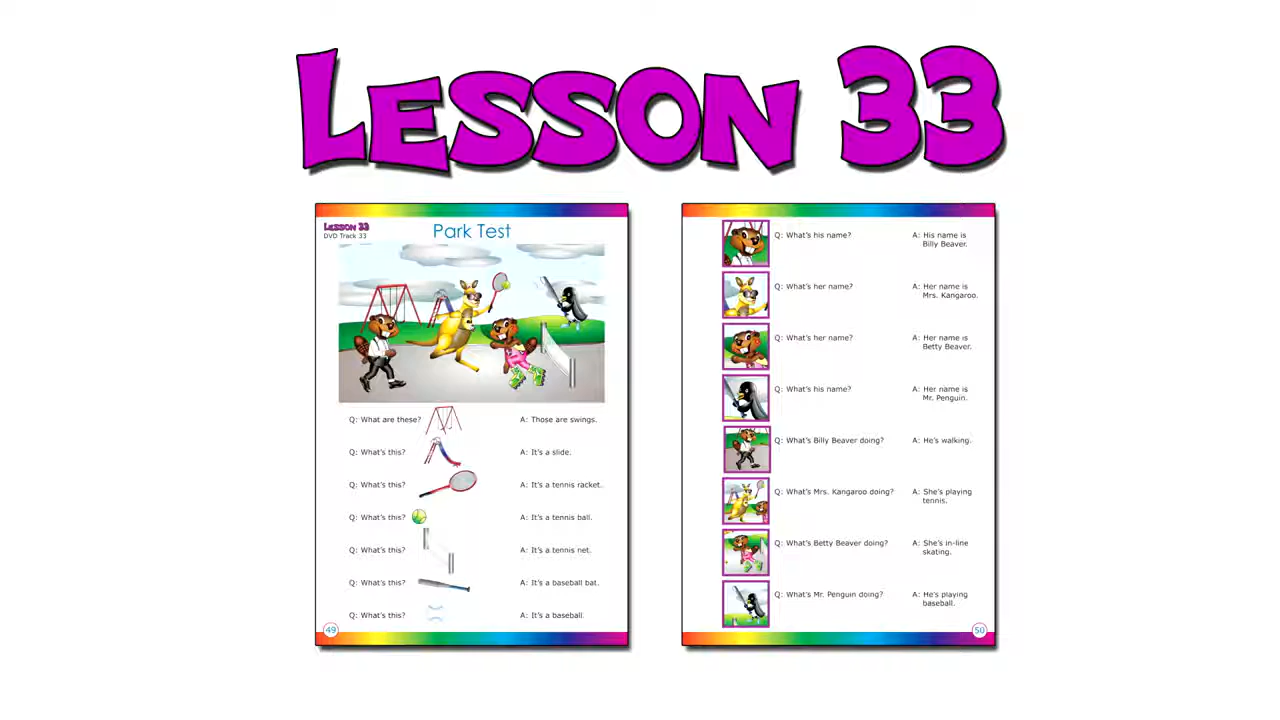 LESSON 33
LESSON 33
DVD Track 33
Park Test
Q: What are these? A: Those are swings.
Q: What's this? A: It's a slide.
Q: What's this? A: It's a tennis racket.
Q: What's this? A: It's a tennis ball.
Q: What's this? A: It's a tennis net.
Q: What's this? A: It's a baseball bat.
Q: What's this? A: It's a baseball.
49
Q: What's his name? A: His name is
Billy Beaver.
Q: What's her name? A: Her name is
Mrs. Kangaroo.
Q: What's her name? A: Her name is
Betty Beaver.
Q: What's his name? A: Her name is
Mr. Penguin.
Q: What's Billy Beaver doing? A: He's walking.
Q: What's Mrs. Kangaroo doing? A: She's playing
tennis.
Q: What's Betty Beaver doing? A: She's in-line
skating.
Q: What's Mr. Penguin doing? A: He's playing
baseball.
50